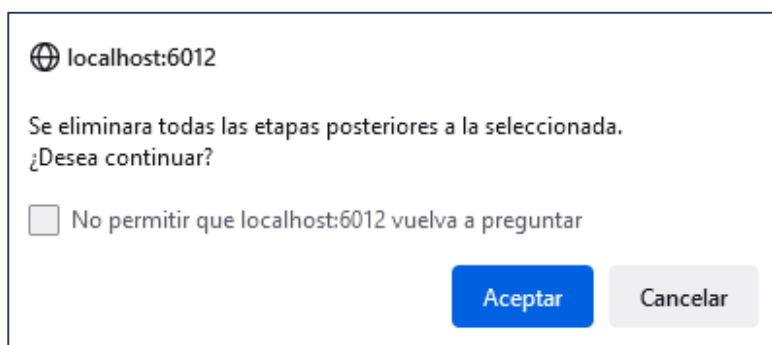 localhost:6012
Se eliminara todas las etapas posteriores a la seleccionada.
¿Desea continuar?
No permitir que localhost:6012 vuelva a preguntar
Aceptar Cancelar